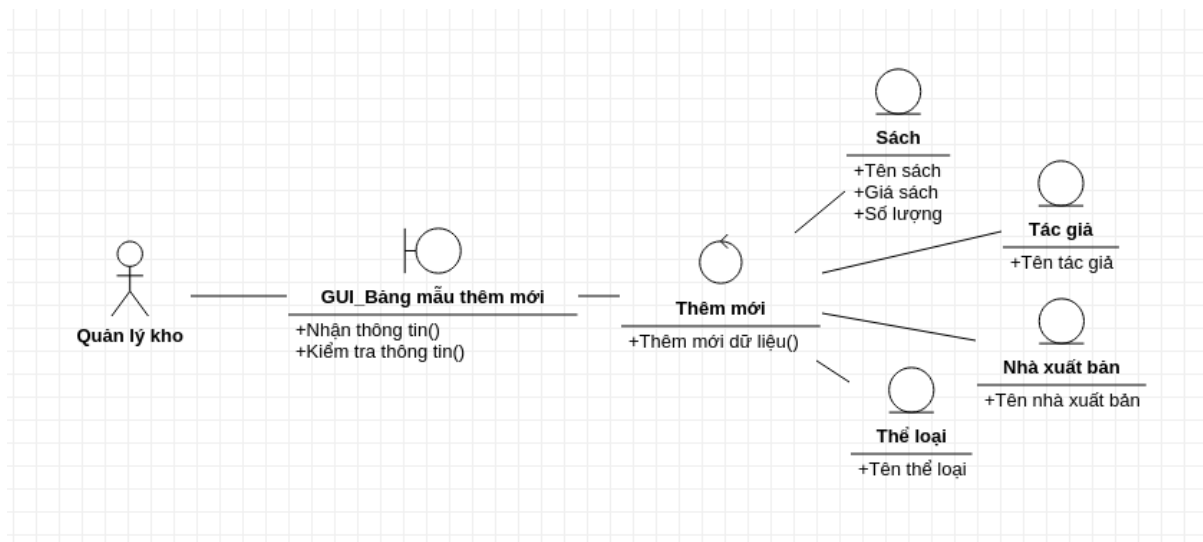 Quản lý kho
GUI_Bảng mẫu thêm mới
+Nhận thông tin()
+Kiểm tra thông tin()
Thêm mới
+Thêm mới dữ liệu()
Sách
+Tên sách
+Giá sách
+Số lượng
Tác giả
+Tên tác giả
Nhà xuất bản
+Tên nhà xuất bản
Thể loại
+Tên thể loại